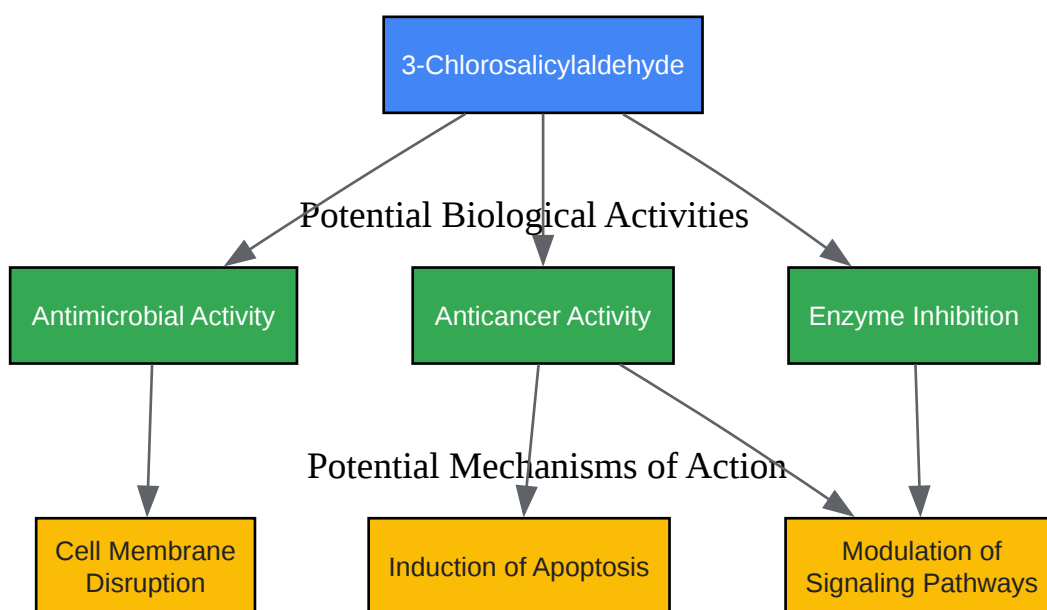 3-Chlorosalicylaldehyde
Potential Biological Activities
Antimicrobial Activity
Anticancer Activity
Enzyme Inhibition
Potential Mechanisms of Action
Cell Membrane
Disruption
Induction of Apoptosis
Modulation of
Signaling Pathways